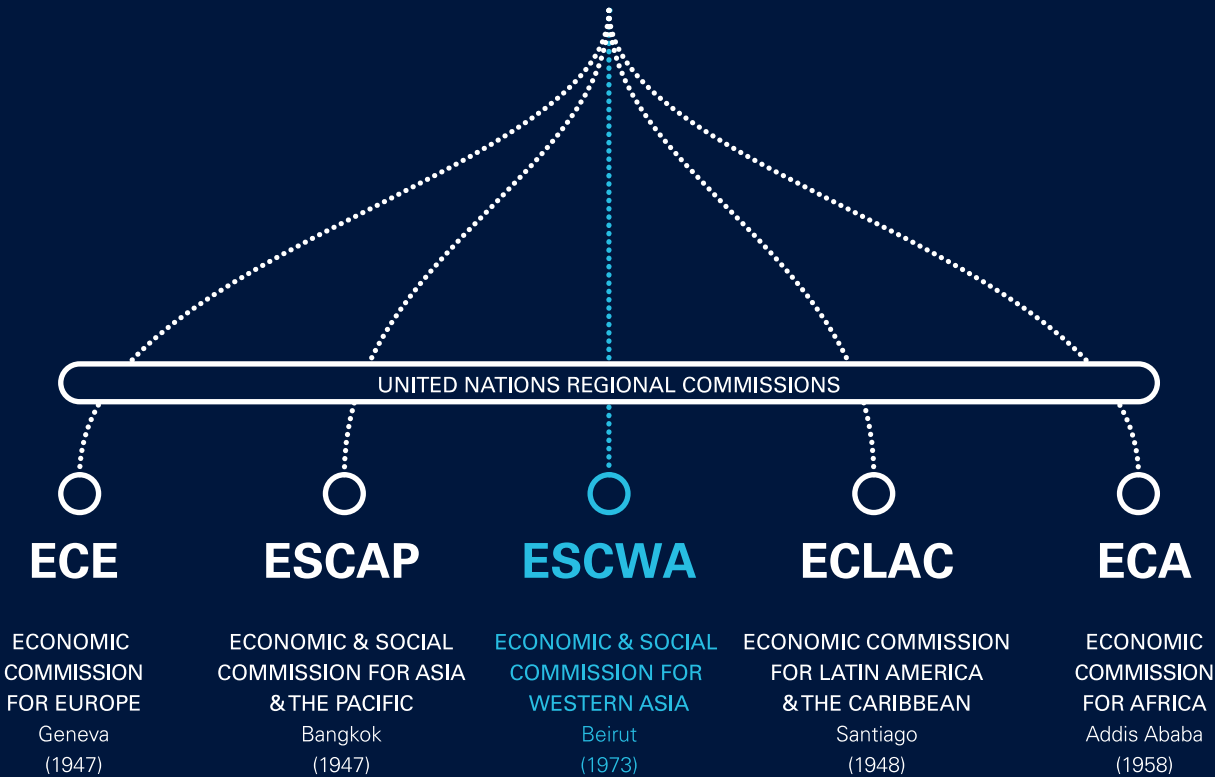 UNITED NATIONS REGIONAL COMMISSIONS
ECE
ECONOMIC
COMMISSION
FOR EUROPE
Geneva
(1947)
ESCAP
ECONOMIC & SOCIAL
COMMISSION FOR ASIA
& THE PACIFIC
Bangkok
(1947)
ESCWA
ECONOMIC & SOCIAL
COMMISSION FOR
WESTERN ASIA
Beirut
(1973)
ECLAC
ECONOMIC COMMISSION
FOR LATIN AMERICA
& THE CARIBBEAN
Santiago
(1948)
ECA
ECONOMIC
COMMISSION
FOR AFRICA
Addis Ababa
(1958)